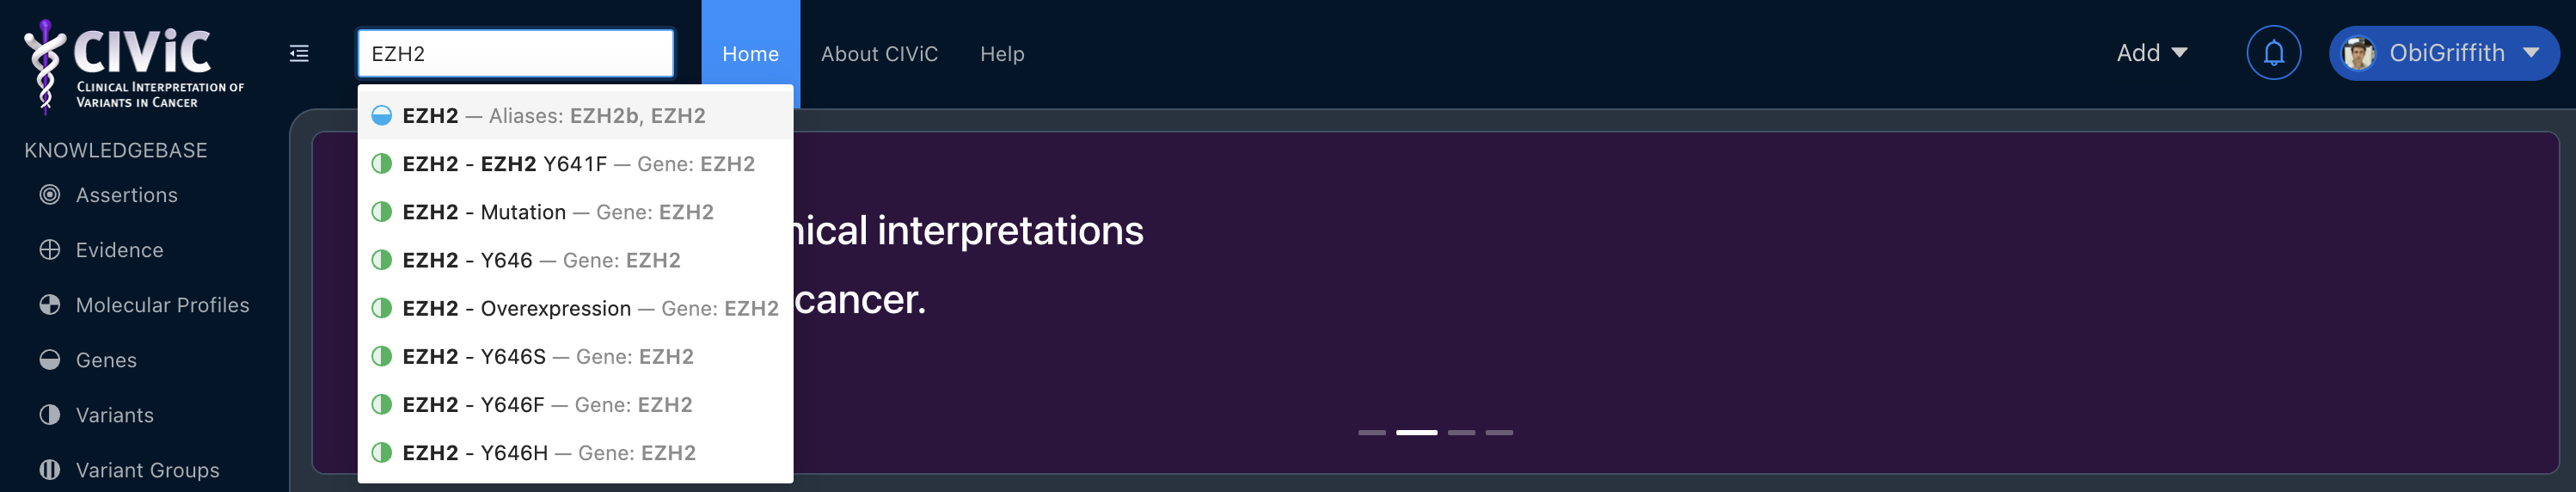 CIViC
CLINICAL INTERPRETATION OF
VARIANTS IN CANCER
EZH2
Home
About CIViC
Help
Add
ObiGriffith
KNOWLEDGEBASE
Assertions
Evidence
Molecular Profiles
Genes
Variants
Variant Groups
EZH2 — Aliases: EZH2b, EZH2
EZH2 - EZH2 Y641F — Gene: EZH2
EZH2 - Mutation — Gene: EZH2
EZH2 - Y646 — Gene: EZH2
EZH2 - Overexpression — Gene: EZH2
EZH2 - Y646S — Gene: EZH2
EZH2 - Y646F — Gene: EZH2
EZH2 - Y646H — Gene: EZH2
interpretations
cancer.